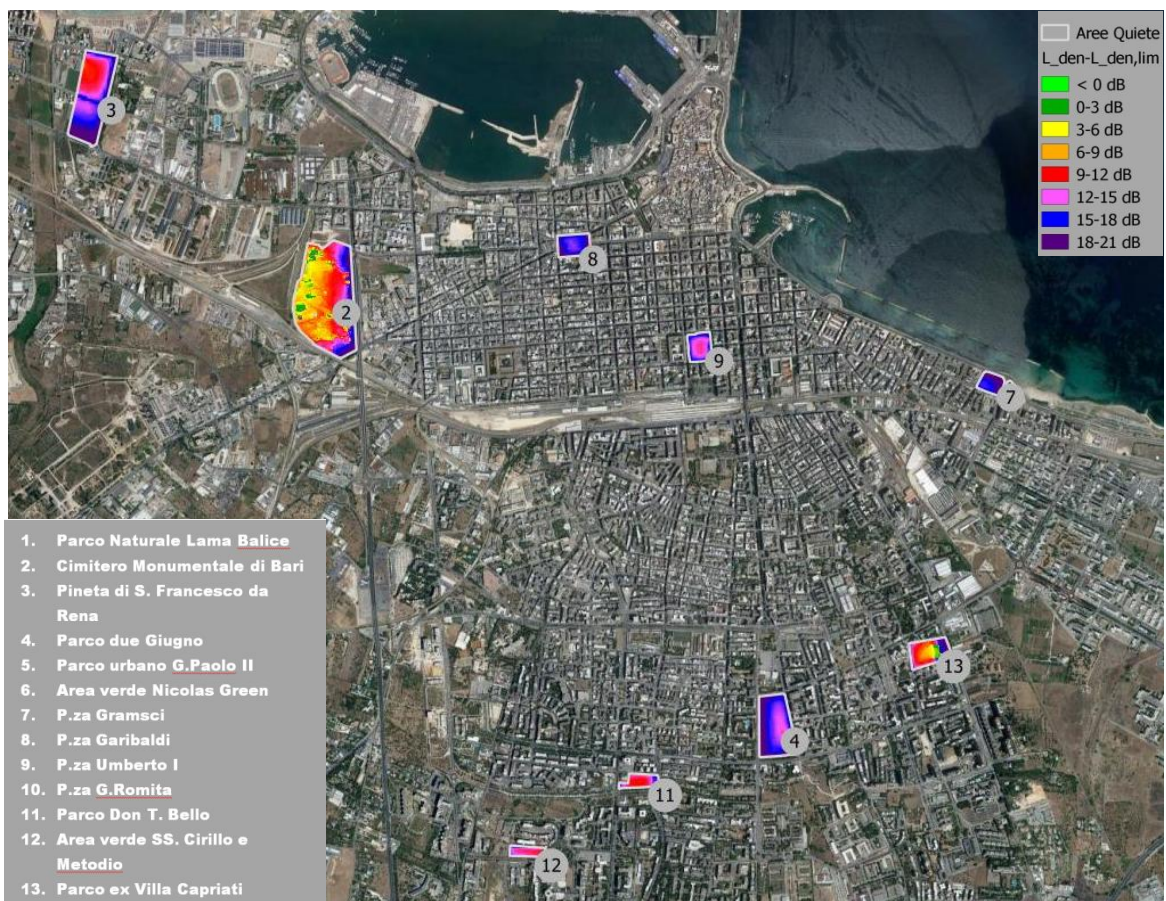 Aree Quiete
L_den-L_den,lim
< 0 dB
0-3 dB
3-6 dB
6-9 dB
9-12 dB
12-15 dB
15-18 dB
18-21 dB
3
2
8
9
7
13
4
11
12
1. Parco Naturale Lama Balice
2. Cimitero Monumentale di Bari
3. Pineta di S. Francesco da
Rena
4. Parco due Giugno
5. Parco urbano G.Paolo II
6. Area verde Nicolas Green
7. P.za Gramsci
8. P.za Garibaldi
9. P.za Umberto I
10. P.za G.Romita
11. Parco Don T. Bello
12. Area verde SS. Cirillo e
Metodio
13. Parco ex Villa Capriati